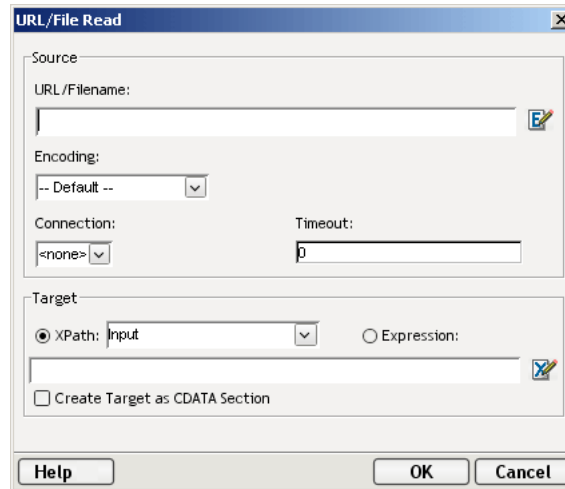 URL/File Read
Source
URL/Filename:
Encoding:
-- Default --
Connection: Timeout:
<none> 0
Target
XPath: Input Expression:
Create Target as CDATA Section
Help OK Cancel